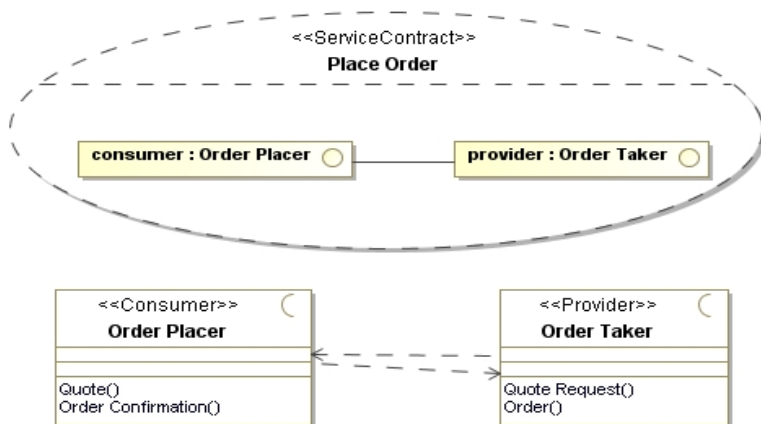 <<ServiceContract>>
Place Order
consumer : Order Placer
provider : Order Taker
<<Consumer>>
Order Placer
Quote()
Order Confirmation()
<<Provider>>
Order Taker
Quote Request()
Order()